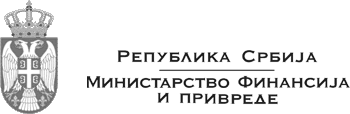 Република Србија
Министарство Финансија
и привреде